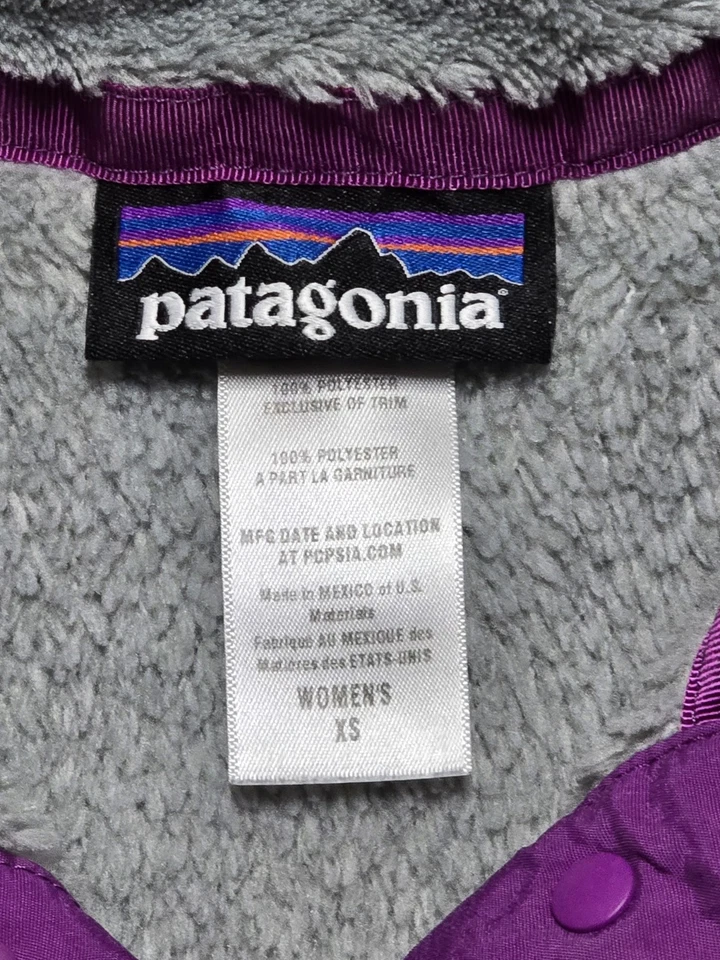 patagonia®
100% POLYESTER
EXCLUSIVE OF TRIM
100% POLYESTER
A PART LA GARNITURE
MFG DATE AND LOCATION
AT PCPSIA.COM
Made in MEXICO of U.S.
Materials
Fabriqué AU MEXIQUE des
Matières des ETATS-UNIS
WOMEN'S
XS